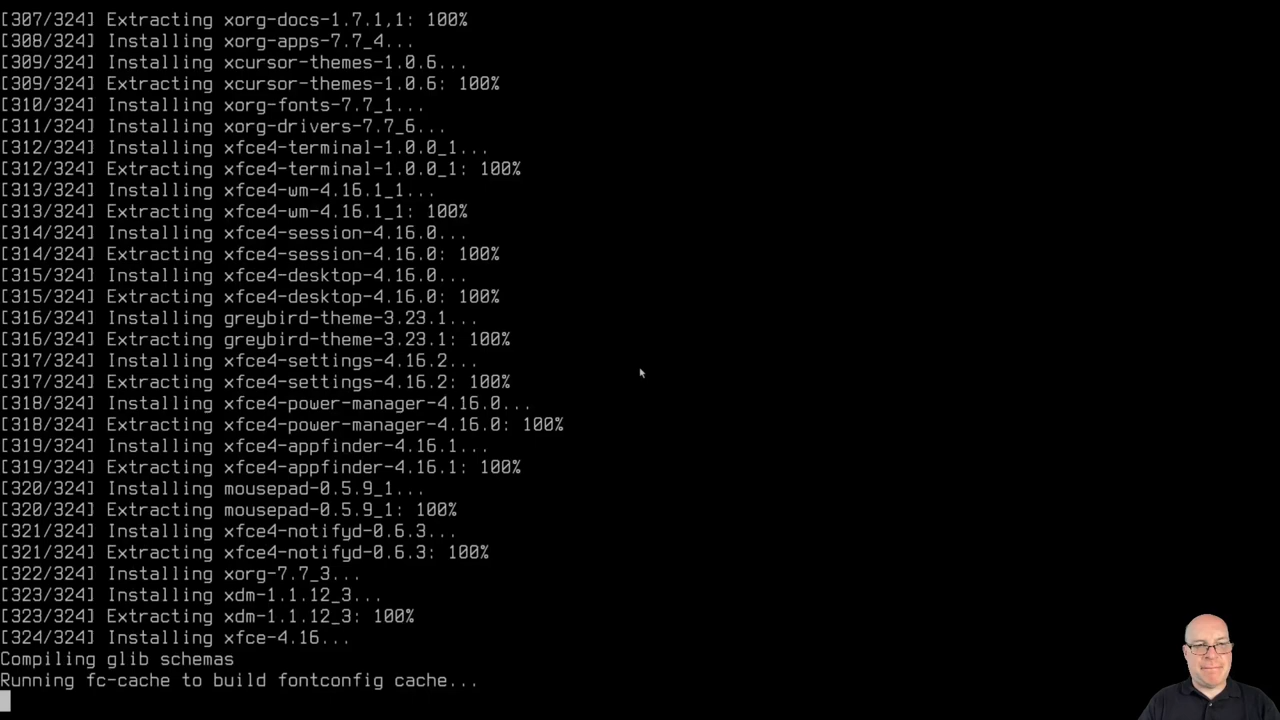 [307/324] Extracting xorg-docs-1.7.1,1: 100%
[308/324] Installing xorg-apps-7.7_4...
[309/324] Installing xcursor-themes-1.0.6...
[309/324] Extracting xcursor-themes-1.0.6: 100%
[310/324] Installing xorg-fonts-7.7_1...
[311/324] Installing xorg-drivers-7.7_6...
[312/324] Installing xfce4-terminal-1.0.0_1...
[312/324] Extracting xfce4-terminal-1.0.0_1: 100%
[313/324] Installing xfce4-wm-4.16.1_1...
[313/324] Extracting xfce4-wm-4.16.1_1: 100%
[314/324] Installing xfce4-session-4.16.0...
[314/324] Extracting xfce4-session-4.16.0: 100%
[315/324] Installing xfce4-desktop-4.16.0...
[315/324] Extracting xfce4-desktop-4.16.0: 100%
[316/324] Installing greybird-theme-3.23.1...
[316/324] Extracting greybird-theme-3.23.1: 100%
[317/324] Installing xfce4-settings-4.16.2...
[317/324] Extracting xfce4-settings-4.16.2: 100%
[318/324] Installing xfce4-power-manager-4.16.0...
[318/324] Extracting xfce4-power-manager-4.16.0: 100%
[319/324] Installing xfce4-appfinder-4.16.1...
[319/324] Extracting xfce4-appfinder-4.16.1: 100%
[320/324] Installing mousepad-0.5.9_1...
[320/324] Extracting mousepad-0.5.9_1: 100%
[321/324] Installing xfce4-notifyd-0.6.3...
[321/324] Extracting xfce4-notifyd-0.6.3: 100%
[322/324] Installing xorg-7.7_3...
[323/324] Installing xdm-1.1.12_3...
[323/324] Extracting xdm-1.1.12_3: 100%
[324/324] Installing xfce-4.16...
Compiling glib schemas
Running fc-cache to build fontconfig cache...